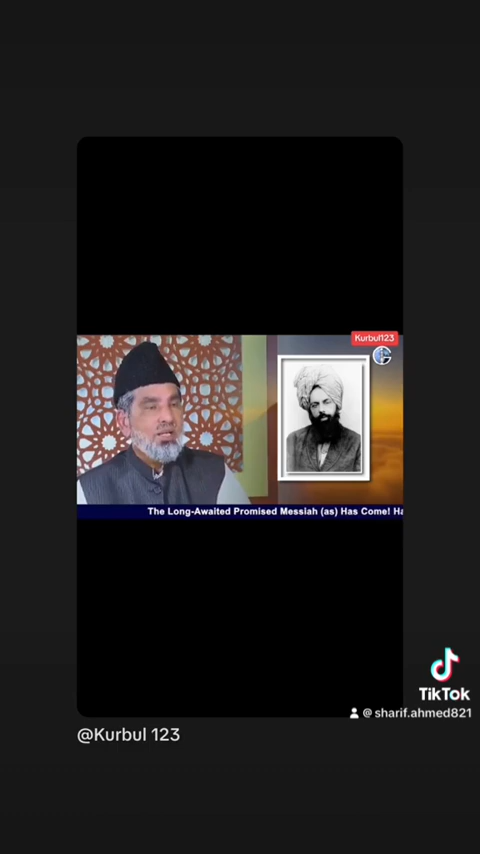 Kurbul123
The Long-Awaited Promised Messiah (as) Has Come! Ha
TikTok
@sharif.ahmed821
@Kurbul 123